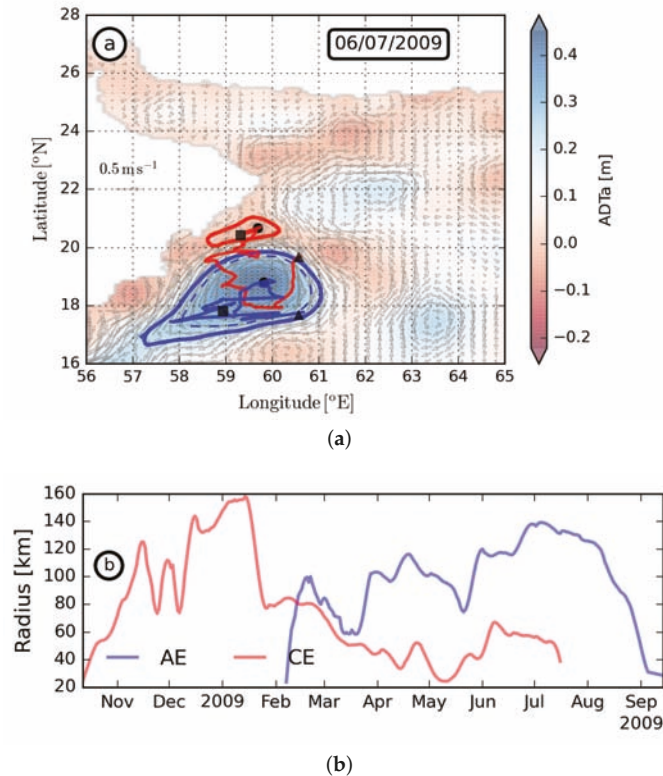 a
06/07/2009
28
26
24
22
20
18
16
Latitude [°N]
0.5 m s⁻¹
56 57 58 59 60 61 62 63 64 65
Longitude [°E]
0.4
0.3
0.2
0.1
0.0
−0.1
−0.2
ADTa [m]
(a)
160
140
120
100
80
60
40
20
Radius [km]
b
AE CE
Nov Dec 2009 Feb Mar Apr May Jun Jul Aug Sep
2009
(b)